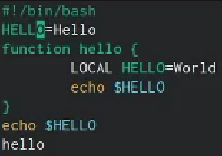 #!/bin/bash
HELLO=Hello
function hello {
        LOCAL HELLO=World
        echo $HELLO
}
echo $HELLO
hello